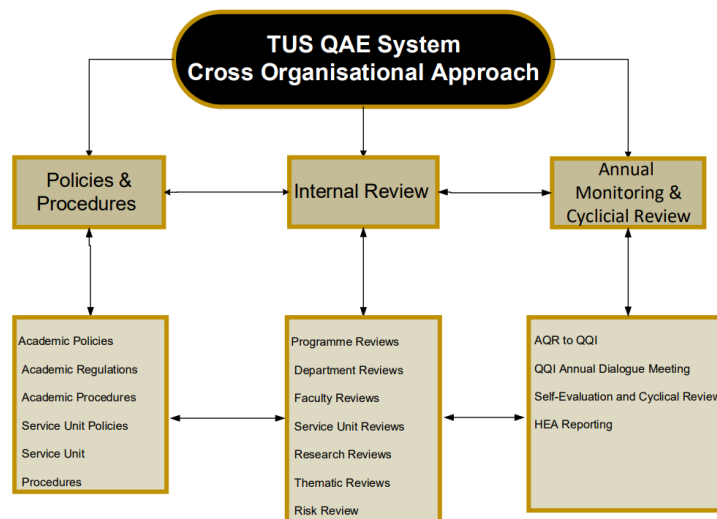 TUS QAE System
Cross Organisational Approach
Policies &
Procedures
Internal Review
Annual
Monitoring &
Cyclicial Review
Academic Policies
Academic Regulations
Academic Procedures
Service Unit Policies
Service Unit
Procedures
Programme Reviews
Department Reviews
Faculty Reviews
Service Unit Reviews
Research Reviews
Thematic Reviews
Risk Review
AQR to QQI
QQI Annual Dialogue Meeting
Self-Evaluation and Cyclical Review
HEA Reporting